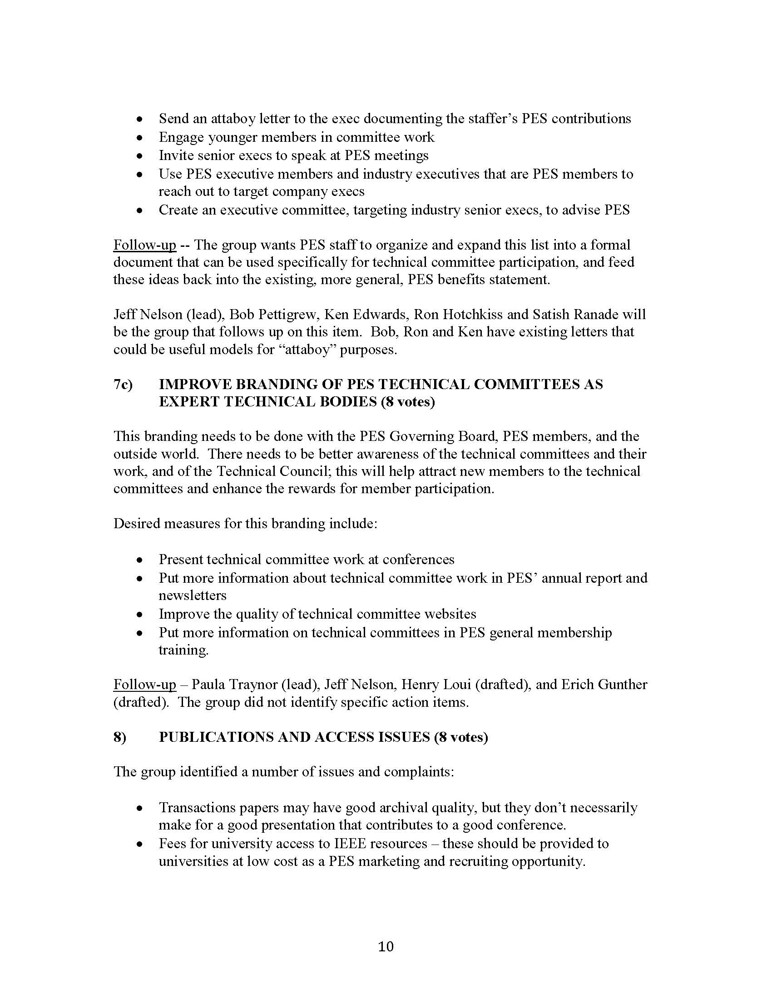 • Send an attaboy letter to the exec documenting the staffer’s PES contributions
• Engage younger members in committee work
• Invite senior execs to speak at PES meetings
• Use PES executive members and industry executives that are PES members to
reach out to target company execs
• Create an executive committee, targeting industry senior execs, to advise PES
Follow-up -- The group wants PES staff to organize and expand this list into a formal
document that can be used specifically for technical committee participation, and feed
these ideas back into the existing, more general, PES benefits statement.
Jeff Nelson (lead), Bob Pettigrew, Ken Edwards, Ron Hotchkiss and Satish Ranade will
be the group that follows up on this item.  Bob, Ron and Ken have existing letters that
could be useful models for “attaboy” purposes.
7c) IMPROVE BRANDING OF PES TECHNICAL COMMITTEES AS
EXPERT TECHNICAL BODIES (8 votes)
This branding needs to be done with the PES Governing Board, PES members, and the
outside world.  There needs to be better awareness of the technical committees and their
work, and of the Technical Council; this will help attract new members to the technical
committees and enhance the rewards for member participation.
Desired measures for this branding include:
• Present technical committee work at conferences
• Put more information about technical committee work in PES’ annual report and
newsletters
• Improve the quality of technical committee websites
• Put more information on technical committees in PES general membership
training.
Follow-up – Paula Traynor (lead), Jeff Nelson, Henry Loui (drafted), and Erich Gunther
(drafted).  The group did not identify specific action items.
8) PUBLICATIONS AND ACCESS ISSUES (8 votes)
The group identified a number of issues and complaints:
• Transactions papers may have good archival quality, but they don’t necessarily
make for a good presentation that contributes to a good conference.
• Fees for university access to IEEE resources – these should be provided to
universities at low cost as a PES marketing and recruiting opportunity.
10